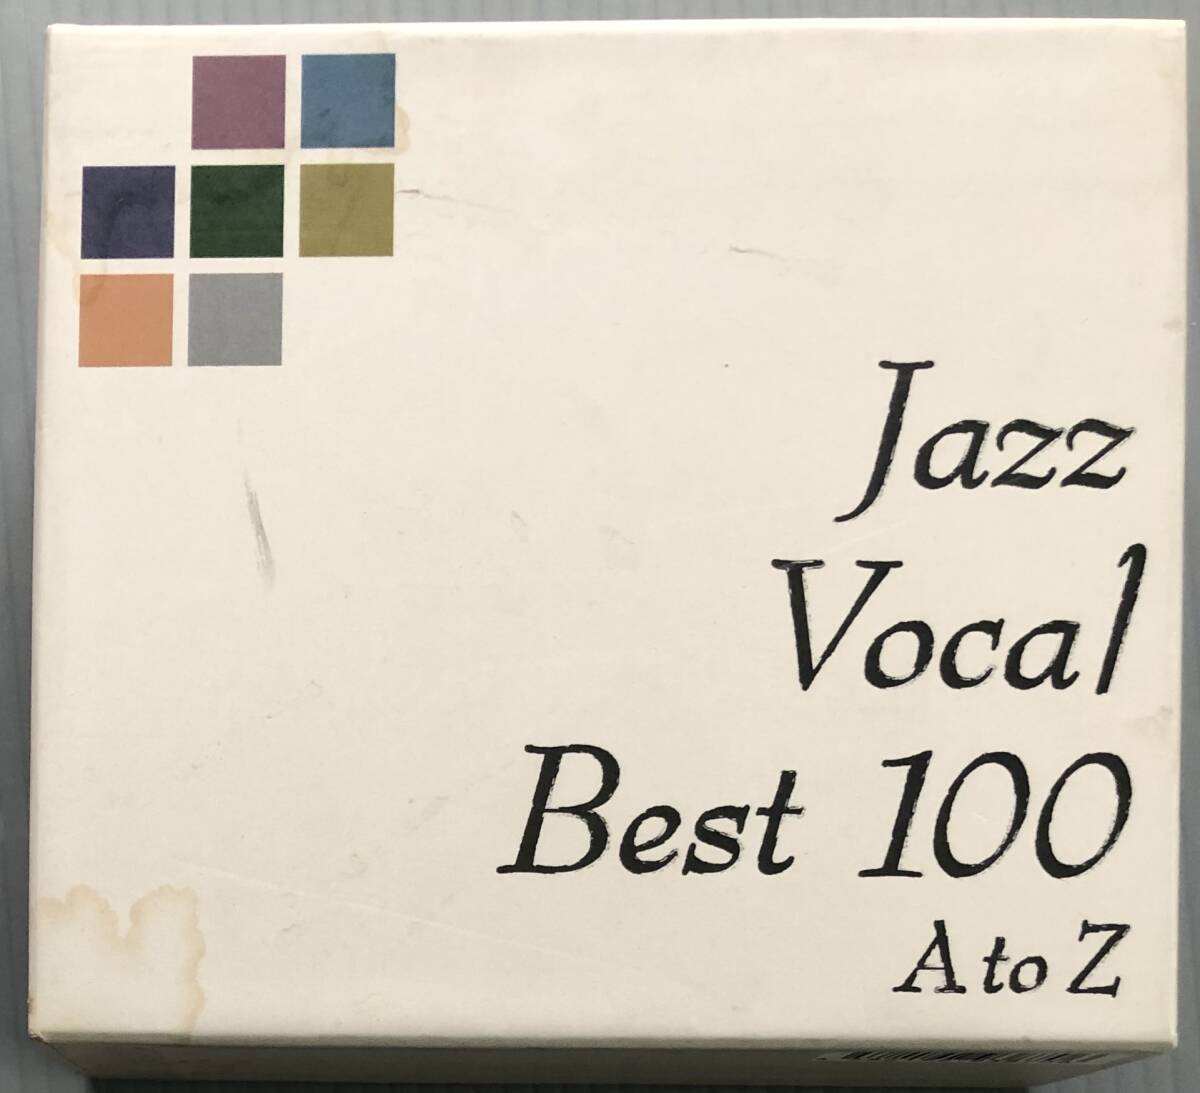 Jazz
Vocal
Best 100
A to Z